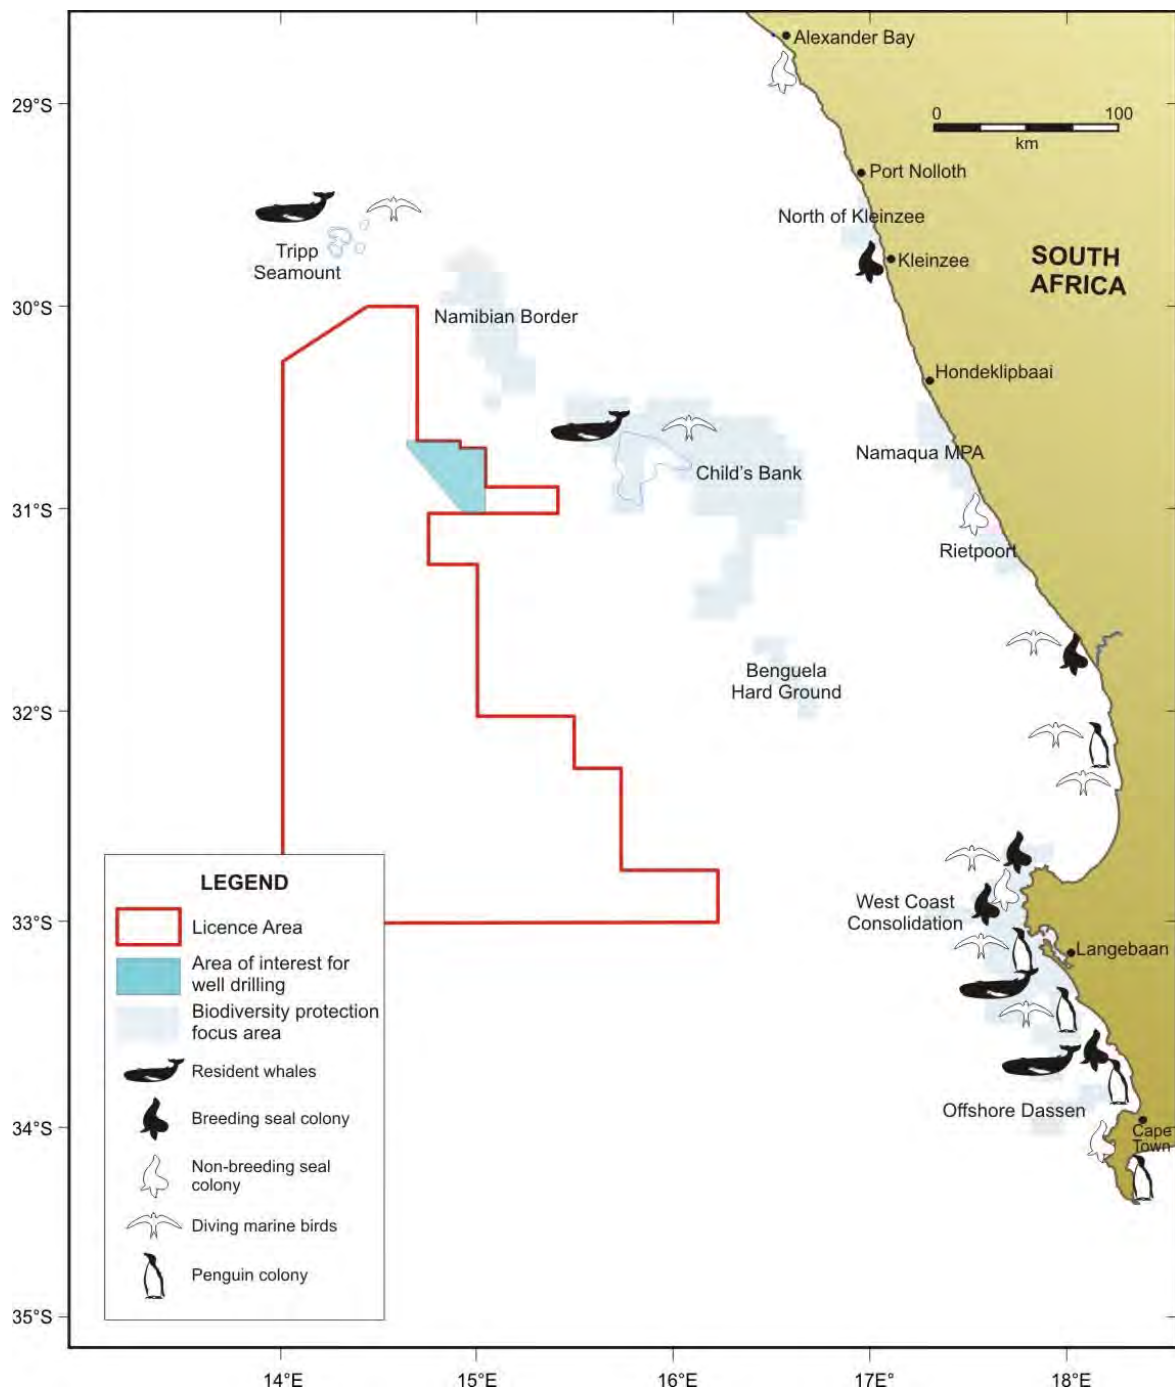 Alexander Bay
29°S
0 100
km
Port Nolloth
North of Kleinzee
Tripp
Seamount
Kleinzee
SOUTH
AFRICA
30°S
Namibian Border
Hondeklipbaai
Namaqua MPA
Child's Bank
31°S
Rietpoort
Benguela
Hard Ground
32°S
33°S
West Coast
Consolidation
Langebaan
Offshore Dassen
34°S
Cape
Town
35°S
LEGEND
Licence Area
Area of interest for
well drilling
Biodiversity protection
focus area
Resident whales
Breeding seal colony
Non-breeding seal
colony
Diving marine birds
Penguin colony
14°E 15°E 16°E 17°E 18°E